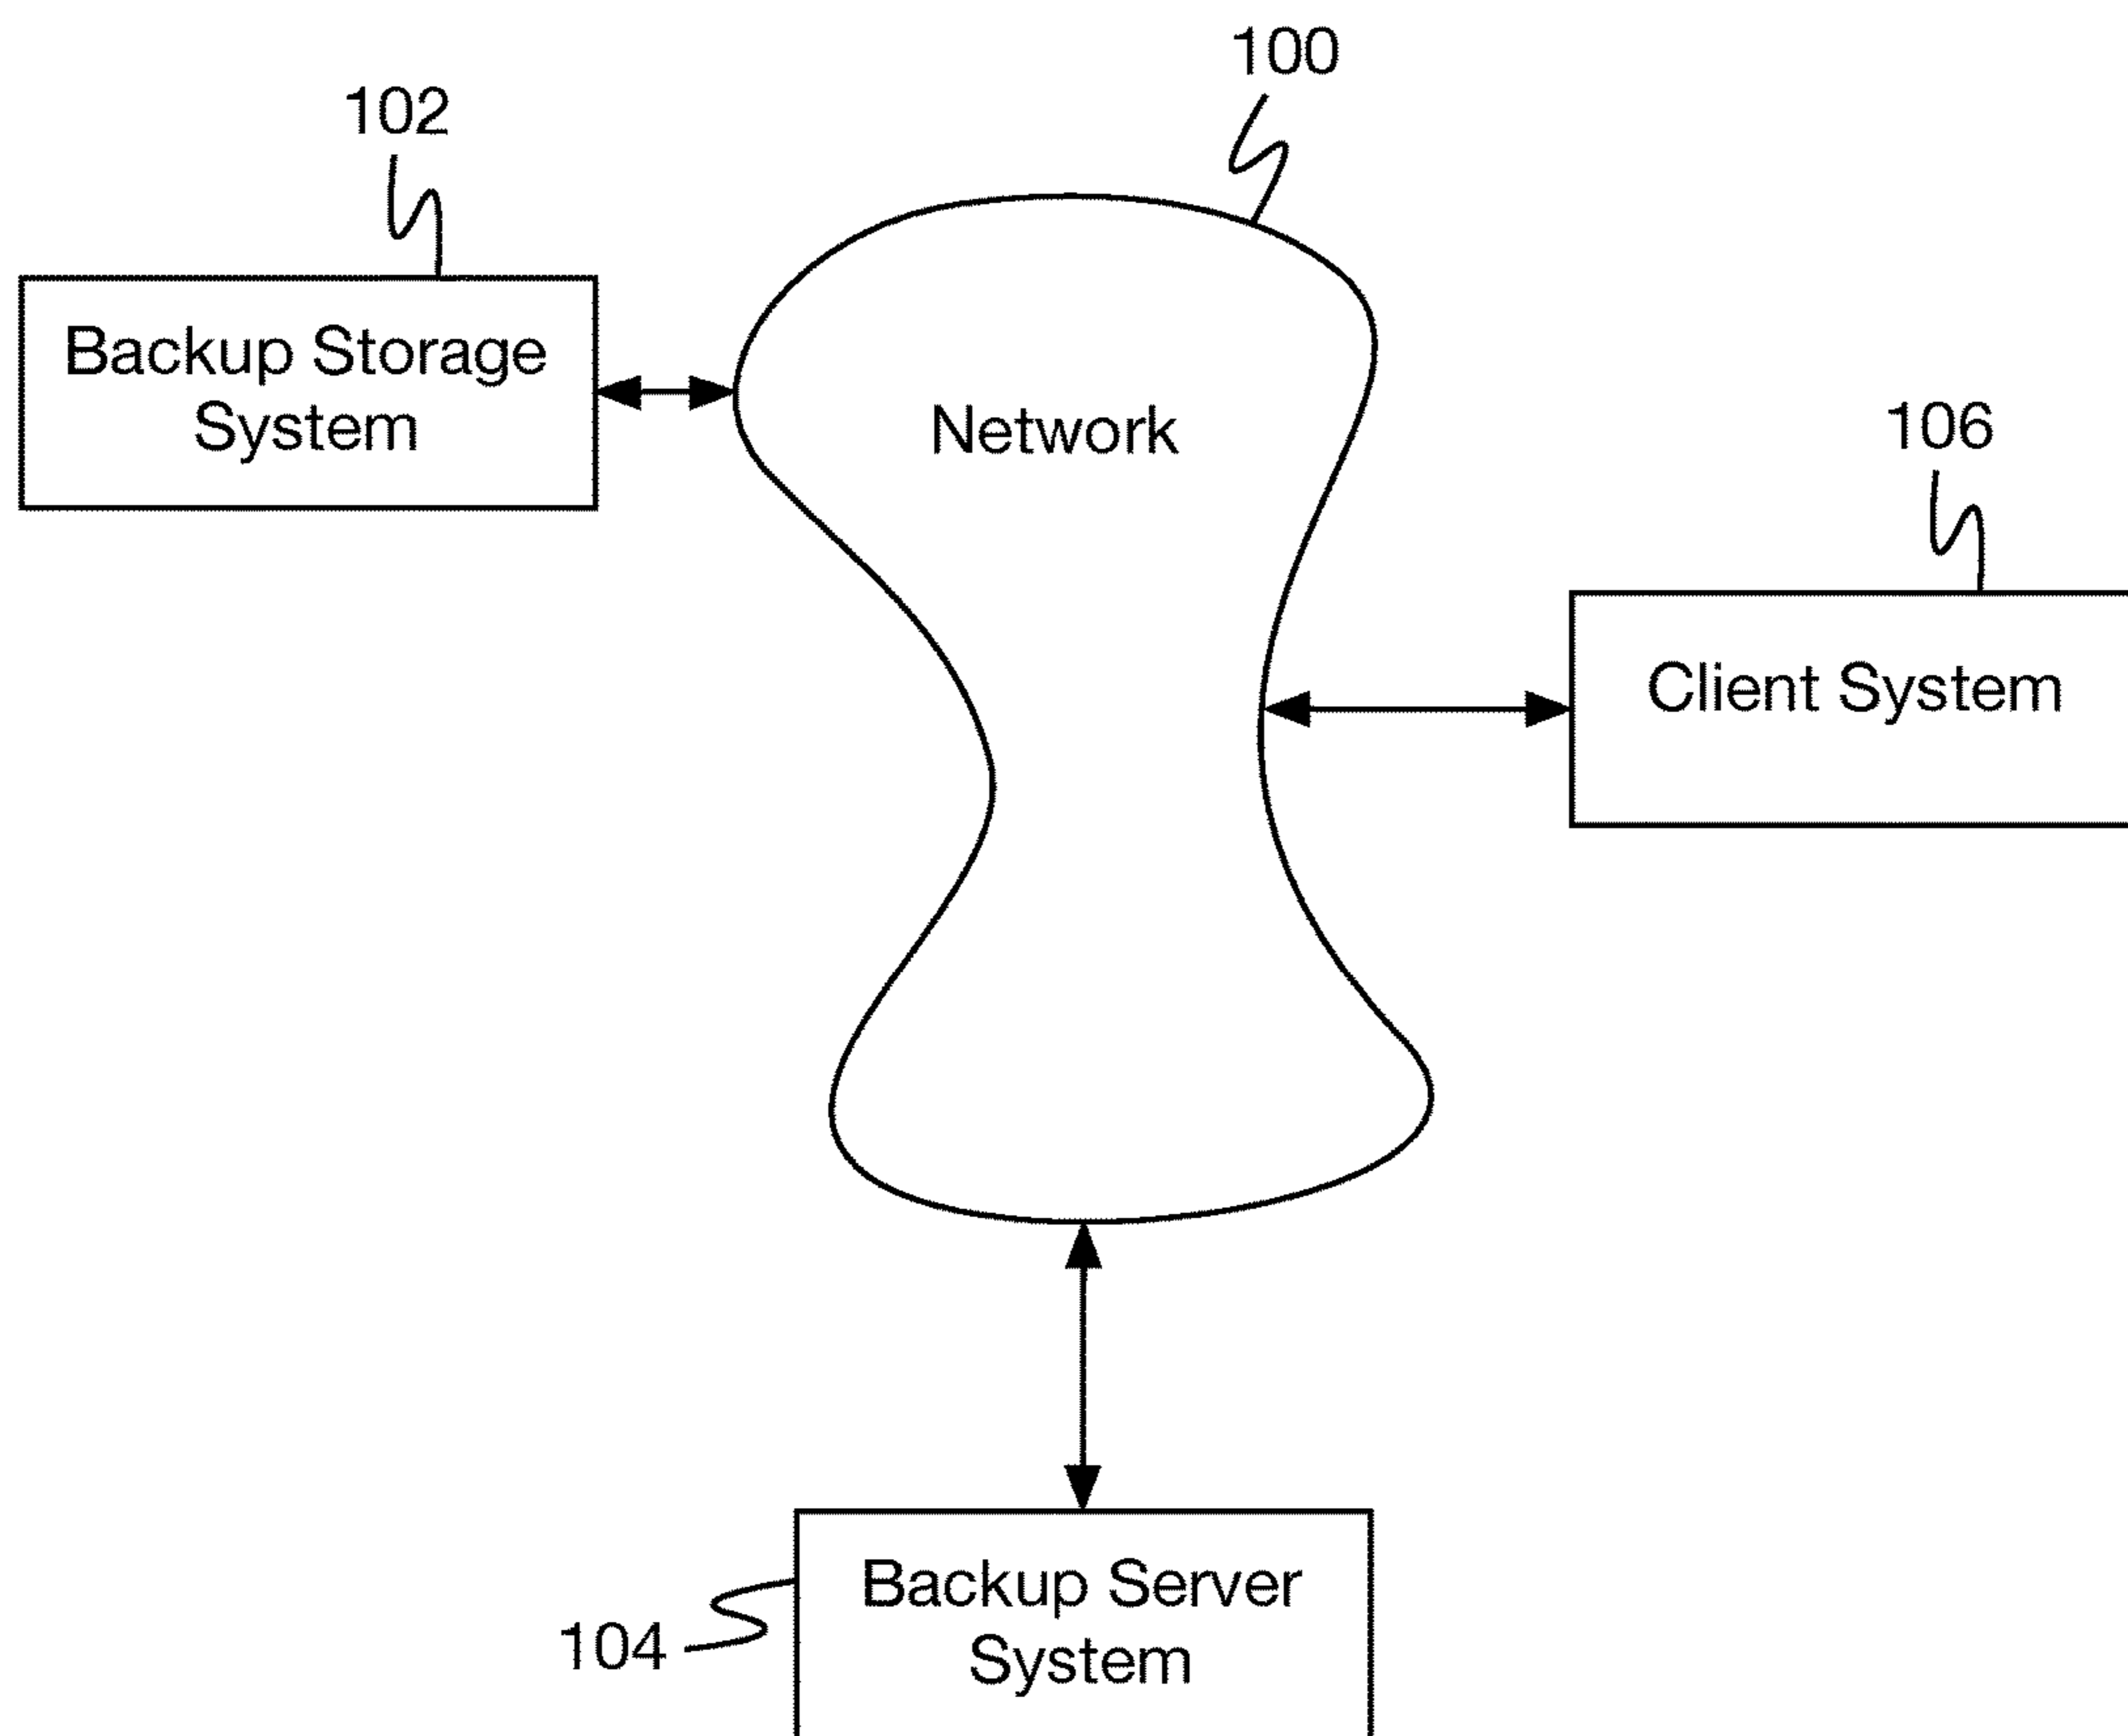 100
102
Backup Storage
System
Network
106
Client System
Backup Server
System
104